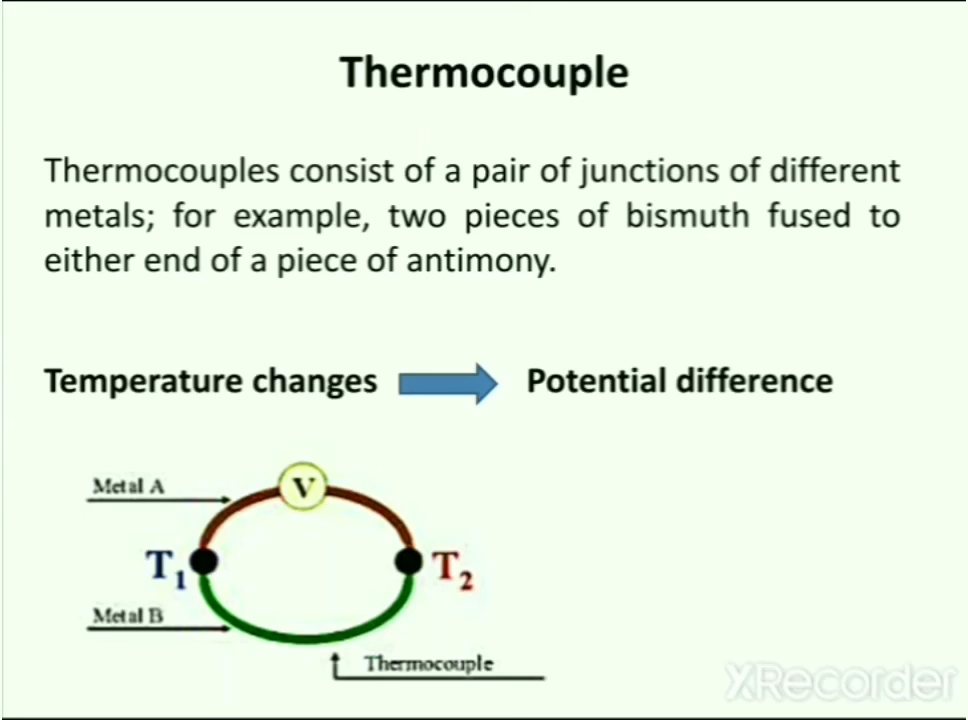 Thermocouple
Thermocouples consist of a pair of junctions of different
metals; for example, two pieces of bismuth fused to
either end of a piece of antimony.
Temperature changes
Potential difference
Metal A
V
T1
T2
Metal B
Thermocouple
XRecorder